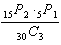 ₁₅P₂ · ₅P₁
₃₀C₃